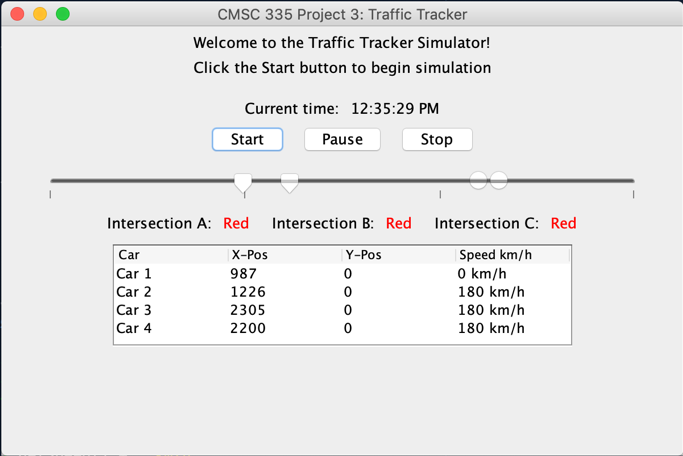 CMSC 335 Project 3: Traffic Tracker
Welcome to the Traffic Tracker Simulator!
Click the Start button to begin simulation
Current time: 12:35:29 PM
Start Pause Stop
Intersection A: Red Intersection B: Red Intersection C: Red
Car X-Pos Y-Pos Speed km/h
Car 1 987 0 0 km/h
Car 2 1226 0 180 km/h
Car 3 2305 0 180 km/h
Car 4 2200 0 180 km/h